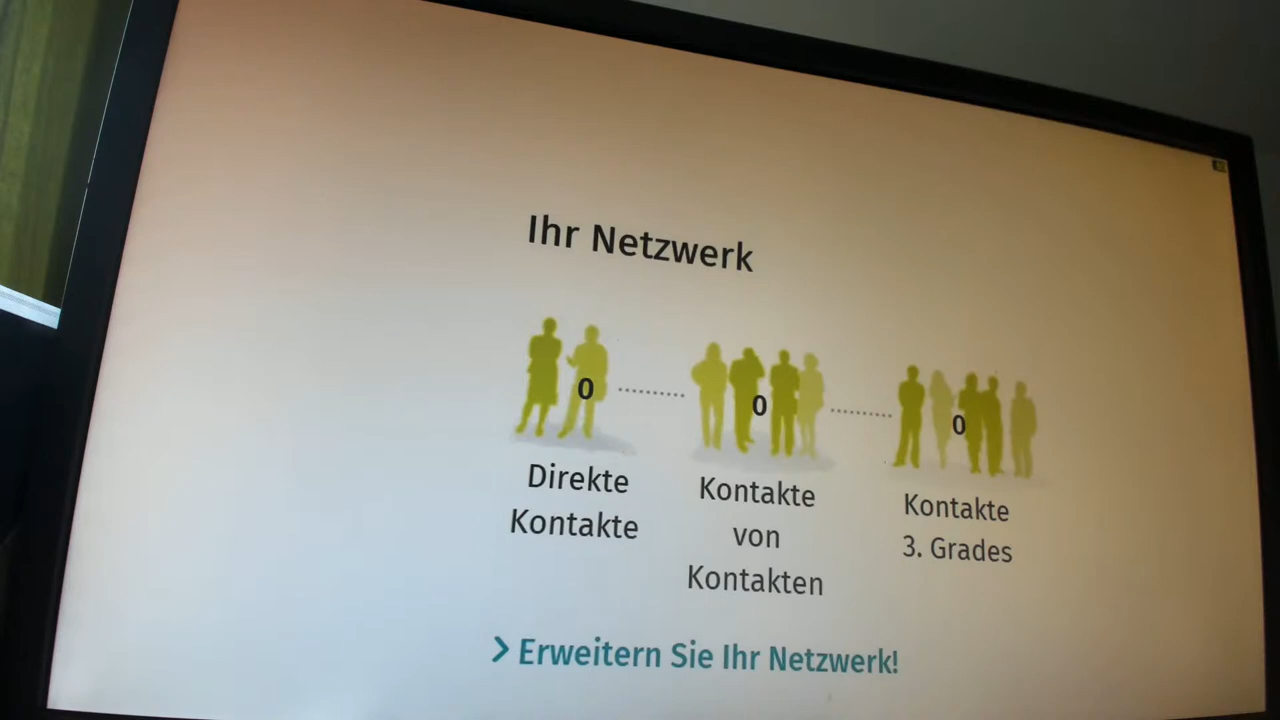 Ihr Netzwerk
0
0
0
Direkte
Kontakte
Kontakte
von
Kontakten
Kontakte
3. Grades
> Erweitern Sie Ihr Netzwerk!